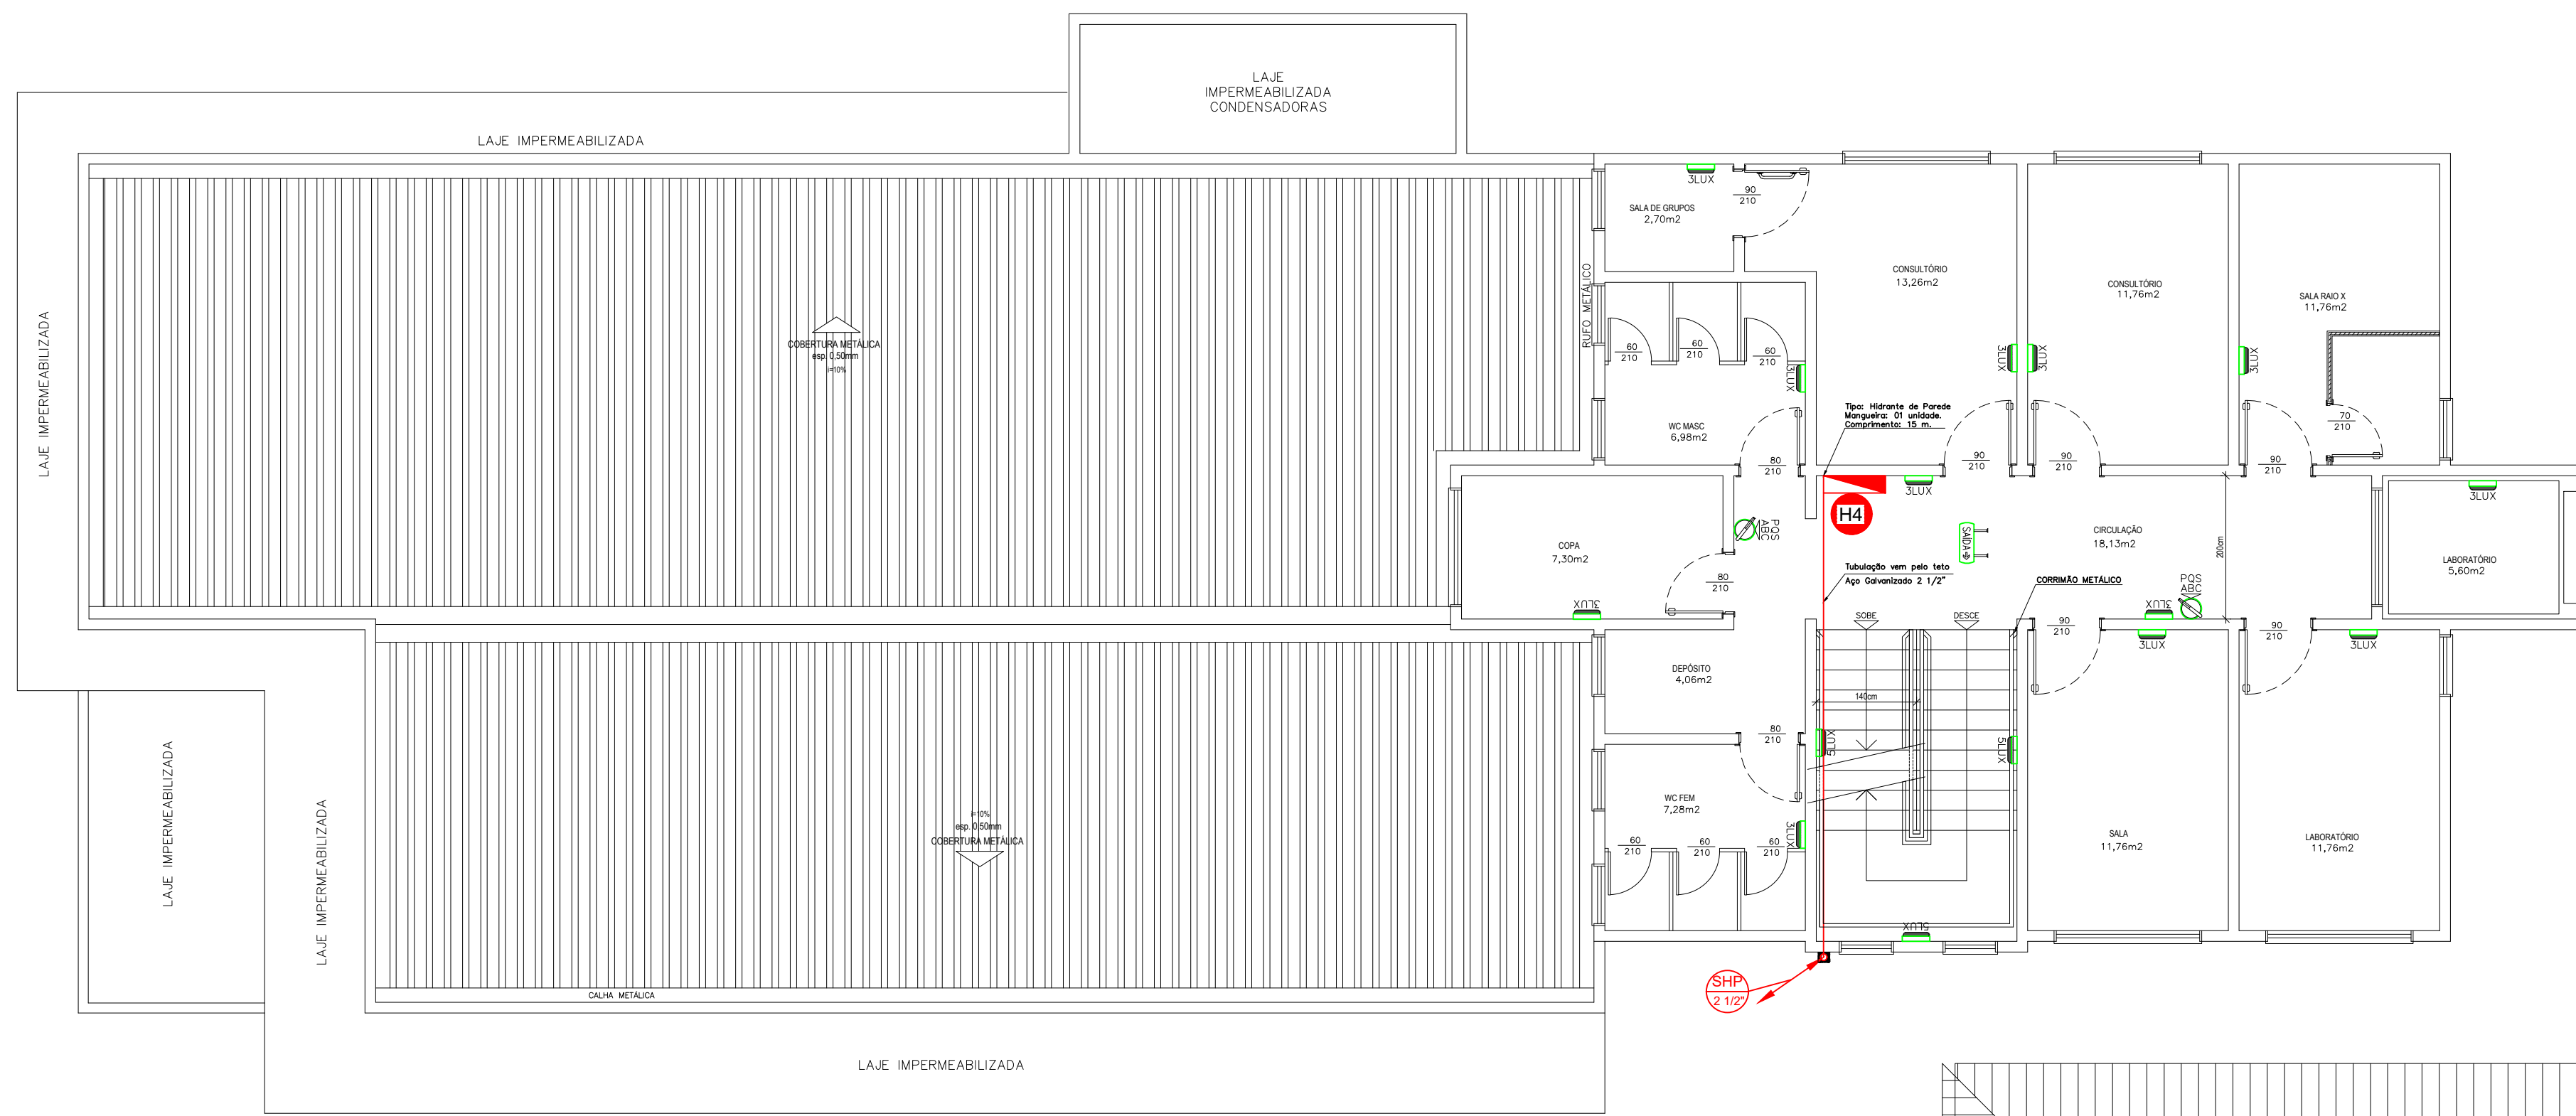 LAJE
IMPERMEABILIZADA
CONDENSADORAS
LAJE IMPERMEABILIZADA
LAJE IMPERMEABILIZADA
COBERTURA METÁLICA
esp. 0,50mm
i=10%
RUFO METÁLICO
3LUX
90
210
SALA DE GRUPOS
2,70m2
CONSULTÓRIO
13,26m2
CONSULTÓRIO
11,76m2
SALA RAIO X
11,76m2
60
210
60
210
60
210
3LUX
3LUX
3LUX
3LUX
70
210
WC MASC
6,98m2
80
210
Tipo: Hidrante de Parede
Mangueira: 01 unidade.
Comprimento: 15 m.
90
210
90
210
90
210
H4
3LUX
3LUX
PQS
ABC
SAÍDA
COPA
7,30m2
3LUX
80
210
CIRCULAÇÃO
18,13m2
200cm
LABORATÓRIO
5,60m2
Tubulação vem pelo teto
Aço Galvanizado 2 1/2"
CORRIMÃO METÁLICO
PQS
ABC
3LUX
SOBE
DESCE
90
210
90
210
3LUX
3LUX
DEPÓSITO
4,06m2
140cm
80
210
5LUX
5LUX
WC FEM
7,28m2
3LUX
60
210
60
210
60
210
SALA
11,76m2
LABORATÓRIO
11,76m2
5LUX
SHP
2 1/2"
LAJE IMPERMEABILIZADA
LAJE IMPERMEABILIZADA
i=10%
esp. 0.50mm
COBERTURA METÁLICA
CALHA METÁLICA
LAJE IMPERMEABILIZADA